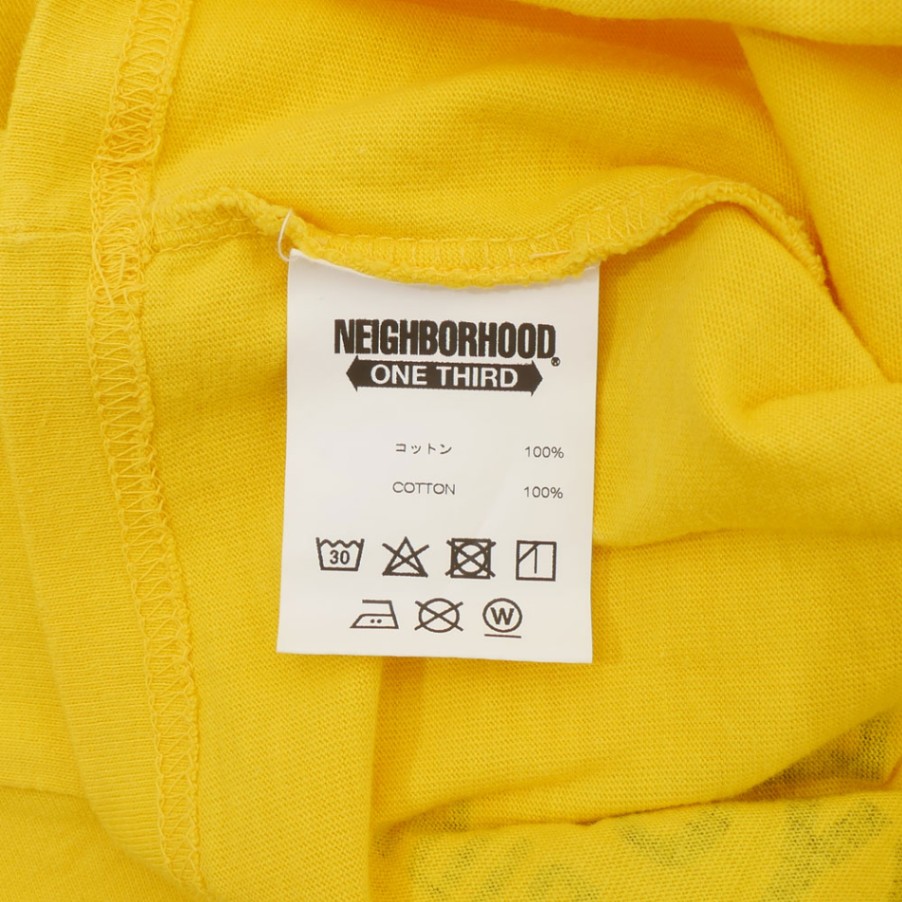 NEIGHBORHOOD®
ONE THIRD
コットン 100%
COTTON 100%
30
W